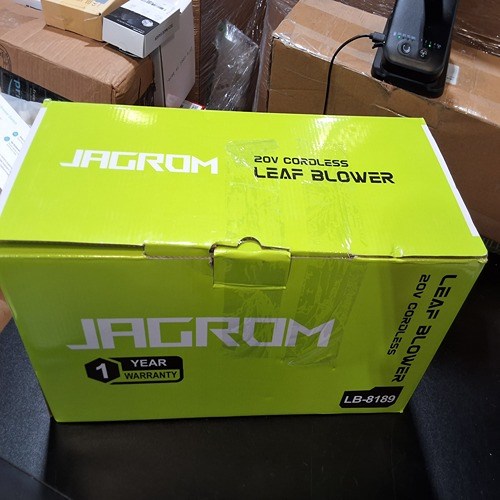 JAGROM
20V CORDLESS
LEAF BLOWER
JAGROM
1 YEAR
WARRANTY
LEAF BLOWER
20V CORDLESS
LB-8189